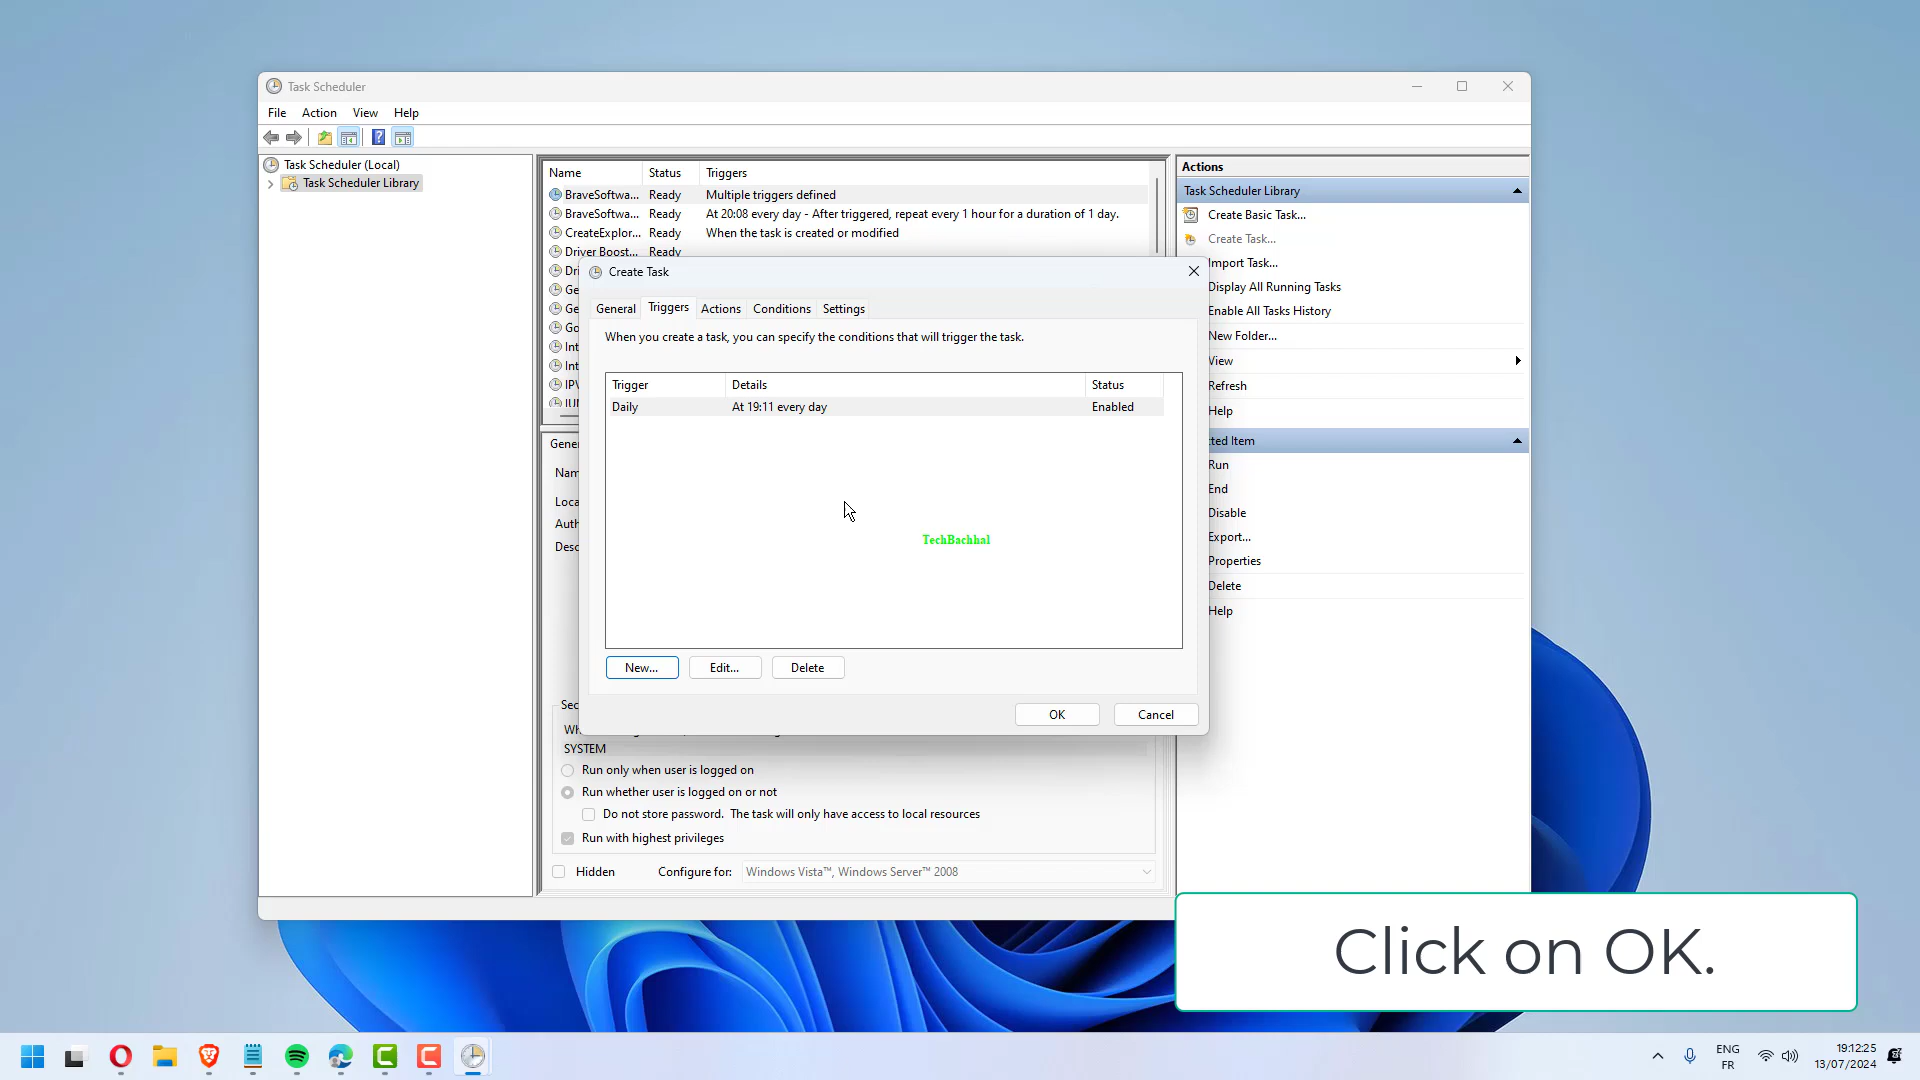 Task Scheduler
File Action View Help
Task Scheduler (Local)
Task Scheduler Library
Name Status Triggers
BraveSoftwa... Ready Multiple triggers defined
BraveSoftwa... Ready At 20:08 every day - After triggered, repeat every 1 hour for a duration of 1 day.
CreateExplor... Ready When the task is created or modified
Driver Boost... Ready
Actions
Task Scheduler Library
Create Basic Task...
Create Task...
Import Task...
Display All Running Tasks
Enable All Tasks History
New Folder...
View
Refresh
Help
Run
End
Disable
Export...
Properties
Delete
Help
Create Task
General Triggers Actions Conditions Settings
When you create a task, you can specify the conditions that will trigger the task.
Trigger Details Status
Daily At 19:11 every day Enabled
TechBachhal
New... Edit... Delete
OK Cancel
SYSTEM
Run only when user is logged on
Run whether user is logged on or not
Do not store password. The task will only have access to local resources
Run with highest privileges
Hidden Configure for: Windows Vista™, Windows Server™ 2008
Click on OK.
ENG
FR
19:12:25
13/07/2024